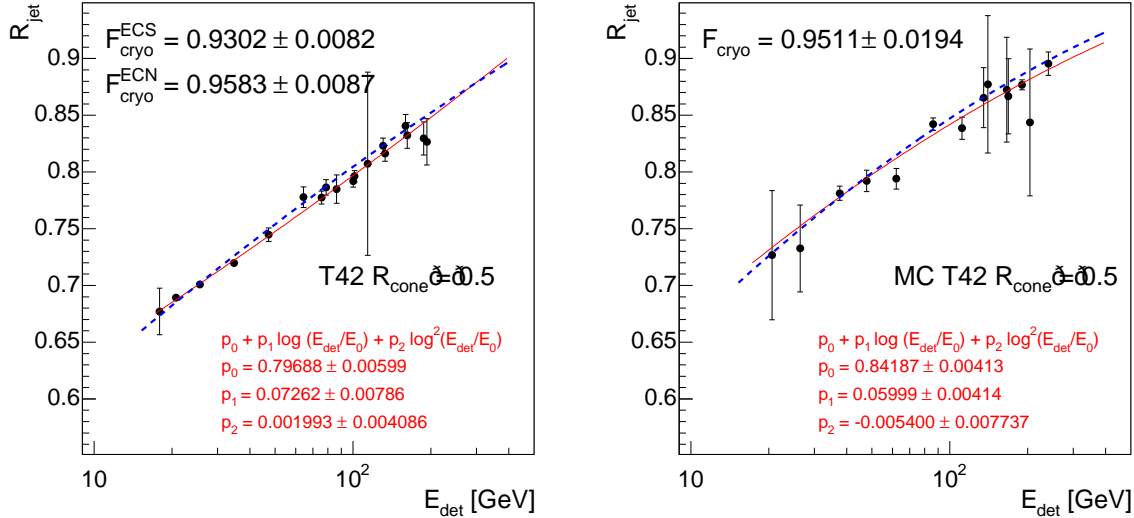 R_jet
F_cryo^ECS = 0.9302 ± 0.0082
F_cryo^ECN = 0.9583 ± 0.0087
0.9
0.85
0.8
0.75
0.7
0.65
0.6
T42 R_cone = 0.5
p_0 + p_1 log (E_det/E_0) + p_2 log^2(E_det/E_0)
p_0 = 0.79688 ± 0.00599
p_1 = 0.07262 ± 0.00786
p_2 = 0.001993 ± 0.004086
10
10^2
E_det [GeV]
R_jet
F_cryo = 0.9511± 0.0194
0.9
0.85
0.8
0.75
0.7
0.65
0.6
MC T42 R_cone = 0.5
p_0 + p_1 log (E_det/E_0) + p_2 log^2(E_det/E_0)
p_0 = 0.84187 ± 0.00413
p_1 = 0.05999 ± 0.00414
p_2 = -0.005400 ± 0.007737
10
10^2
E_det [GeV]